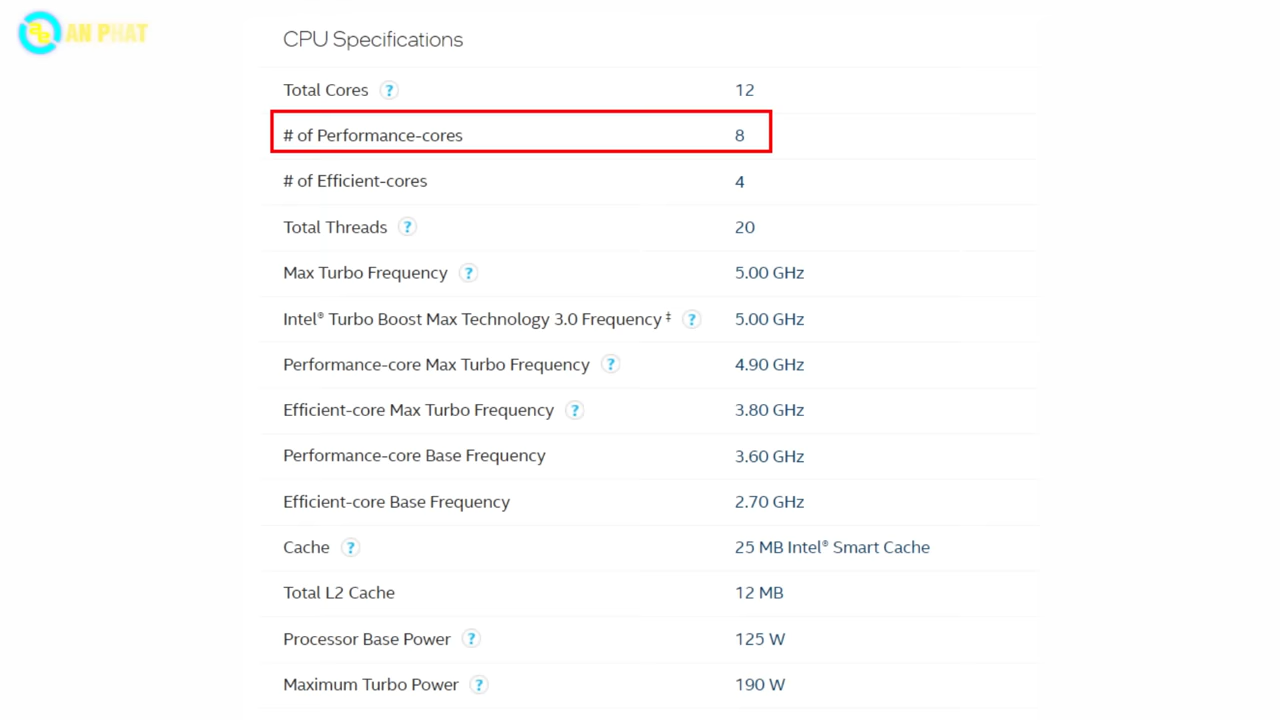 AN PHAT
CPU Specifications
Total Cores ? 12
# of Performance-cores 8
# of Efficient-cores 4
Total Threads ? 20
Max Turbo Frequency ? 5.00 GHz
Intel® Turbo Boost Max Technology 3.0 Frequency ‡ ? 5.00 GHz
Performance-core Max Turbo Frequency ? 4.90 GHz
Efficient-core Max Turbo Frequency ? 3.80 GHz
Performance-core Base Frequency 3.60 GHz
Efficient-core Base Frequency 2.70 GHz
Cache ? 25 MB Intel® Smart Cache
Total L2 Cache 12 MB
Processor Base Power ? 125 W
Maximum Turbo Power ? 190 W